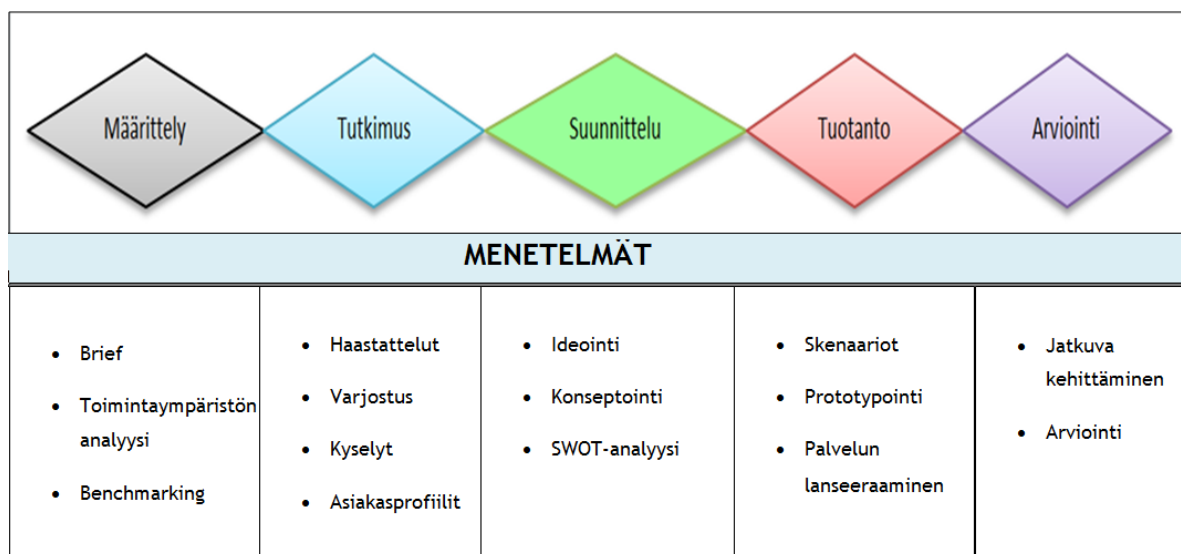 Määrittely
Tutkimus
Suunnittelu
Tuotanto
Arviointi
MENETELMÄT
• Brief
• Toimintaympäristön
analyysi
• Benchmarking
• Haastattelut
• Varjostus
• Kyselyt
• Asiakasprofiilit
• Ideointi
• Konseptointi
• SWOT-analyysi
• Skenaariot
• Prototypointi
• Palvelun
lanseeraaminen
• Jatkuva
kehittäminen
• Arviointi